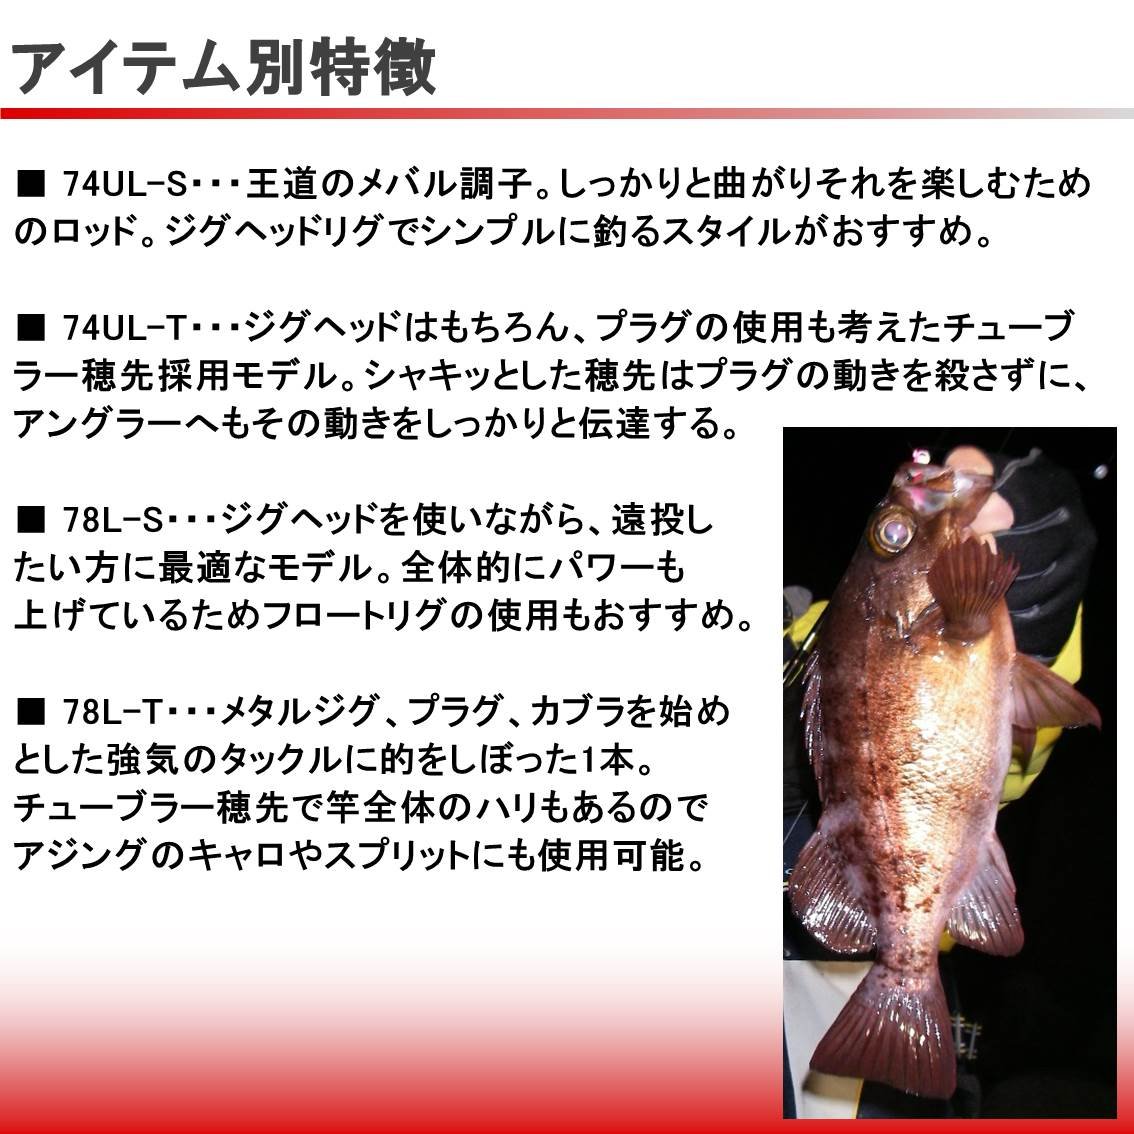 アイテム別特徴
■ 74UL-S・・・王道のメバル調子。しっかりと曲がりそれを楽しむため
のロッド。ジグヘッドリグでシンプルに釣るスタイルがおすすめ。
■ 74UL-T・・・ジグヘッドはもちろん、プラグの使用も考えたチューブ
ラー穂先採用モデル。シャキッとした穂先はプラグの動きを殺さずに、
アングラーへもその動きをしっかりと伝達する。
■ 78L-S・・・ジグヘッドを使いながら、遠投し
たい方に最適なモデル。全体的にパワーも
上げているためフロートリグの使用もおすすめ。
■ 78L-T・・・メタルジグ、プラグ、カブラを始め
とした強気のタックルに的をしぼった1本。
チューブラー穂先で竿全体のハリもあるので
アジングのキャロやスプリットにも使用可能。